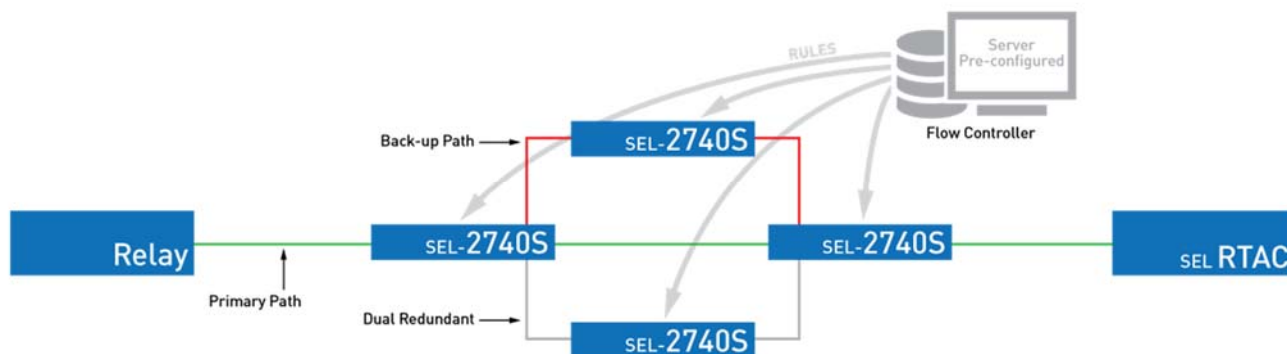 RULES
Server
Pre-configured
Flow Controller
Back-up Path
SEL-2740S
Relay
SEL-2740S
SEL-2740S
SEL RTAC
Primary Path
Dual Redundant
SEL-2740S